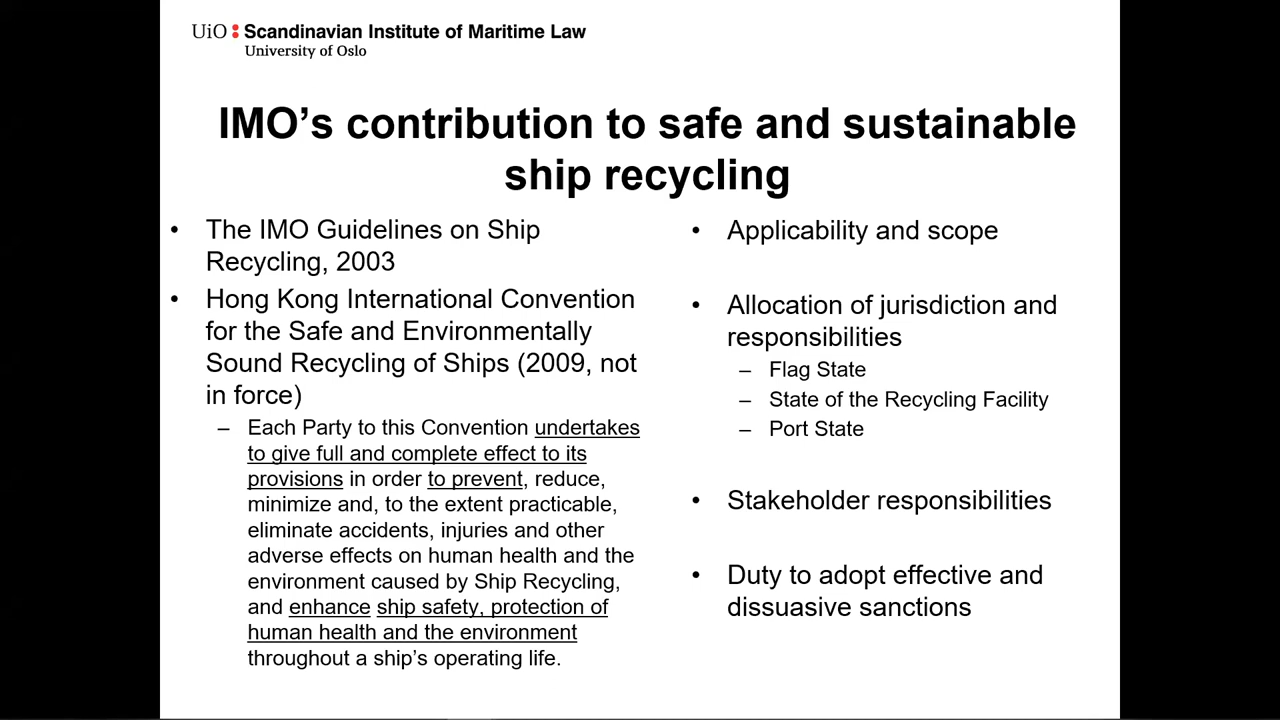 UiO : Scandinavian Institute of Maritime Law
University of Oslo
IMO’s contribution to safe and sustainable
ship recycling
• The IMO Guidelines on Ship
Recycling, 2003
• Hong Kong International Convention
for the Safe and Environmentally
Sound Recycling of Ships (2009, not
in force)
– Each Party to this Convention undertakes
to give full and complete effect to its
provisions in order to prevent, reduce,
minimize and, to the extent practicable,
eliminate accidents, injuries and other
adverse effects on human health and the
environment caused by Ship Recycling,
and enhance ship safety, protection of
human health and the environment
throughout a ship’s operating life.
• Applicability and scope
• Allocation of jurisdiction and
responsibilities
– Flag State
– State of the Recycling Facility
– Port State
• Stakeholder responsibilities
• Duty to adopt effective and
dissuasive sanctions